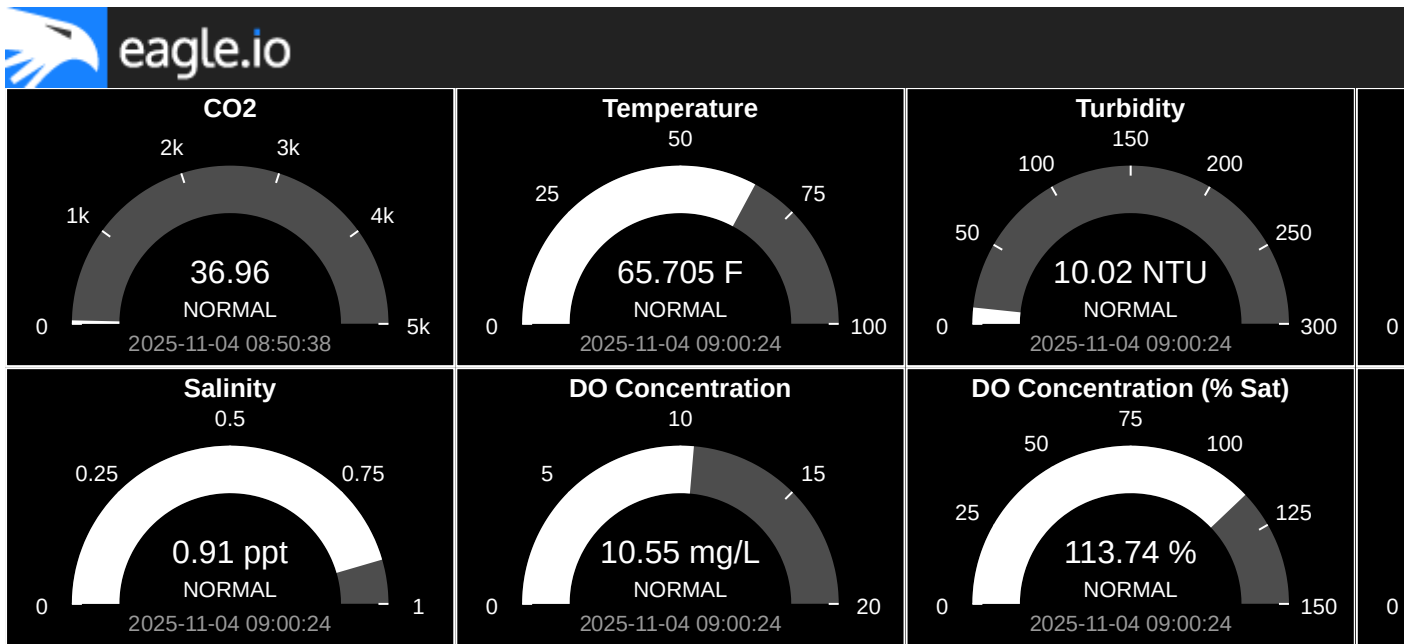 eagle.io
CO2
0
1k
2k
3k
4k
5k
36.96
NORMAL
2025-11-04 08:50:38
Temperature
0
25
50
75
100
65.705 F
NORMAL
2025-11-04 09:00:24
Turbidity
0
50
100
150
200
250
300
10.02 NTU
NORMAL
2025-11-04 09:00:24
0
Salinity
0
0.25
0.5
0.75
1
0.91 ppt
NORMAL
2025-11-04 09:00:24
DO Concentration
0
5
10
15
20
10.55 mg/L
NORMAL
2025-11-04 09:00:24
DO Concentration (% Sat)
0
25
50
75
100
125
150
113.74 %
NORMAL
2025-11-04 09:00:24
0